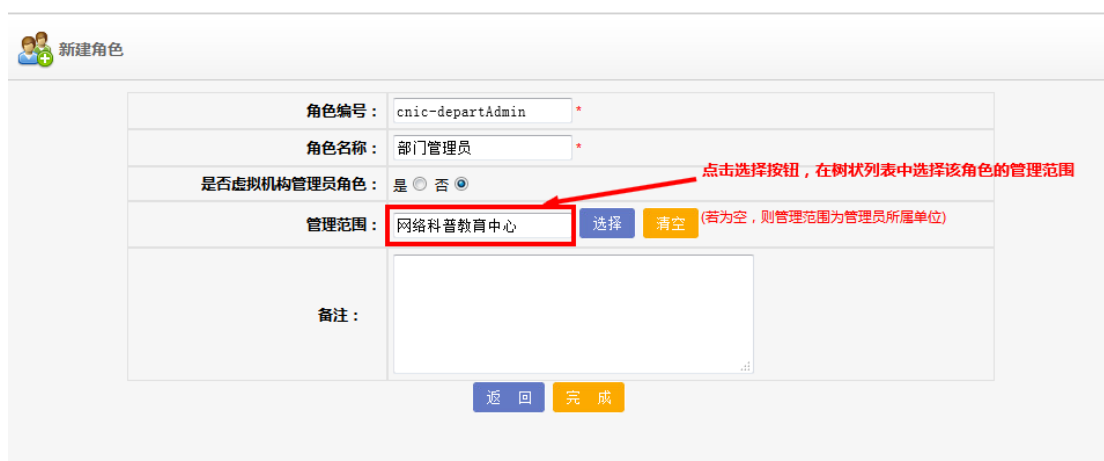 新建角色
角色编号： cnic-departAdmin *
角色名称： 部门管理员 *
点击选择按钮，在树状列表中选择该角色的管理范围
是否虚拟机构管理员角色： 是 否
管理范围： 网络科普教育中心 选择 清空 (若为空，则管理范围为管理员所属单位)
备注：
返 回 完 成